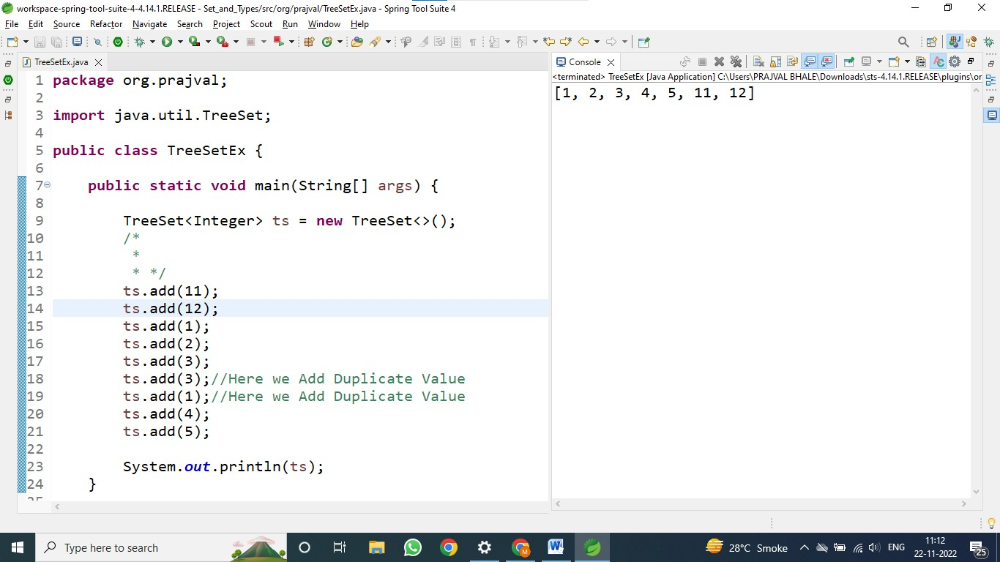 workspace-spring-tool-suite-4-4.14.1.RELEASE - Set_and_Types/src/org/prajval/TreeSetEx.java - Spring Tool Suite 4
File Edit Source Refactor Navigate Search Project Scout Run Window Help
TreeSetEx.java
1 package org.prajval;
2
3 import java.util.TreeSet;
4
5 public class TreeSetEx {
6
7 public static void main(String[] args) {
8
9 TreeSet<Integer> ts = new TreeSet<>();
10 /*
11 *
12 * */
13 ts.add(11);
14 ts.add(12);
15 ts.add(1);
16 ts.add(2);
17 ts.add(3);
18 ts.add(3);//Here we Add Duplicate Value
19 ts.add(1);//Here we Add Duplicate Value
20 ts.add(4);
21 ts.add(5);
22
23 System.out.println(ts);
24 }
Console
<terminated> TreeSetEx [Java Application] C:\Users\PRAJVAL BHALE\Downloads\sts-4.14.1.RELEASE\plugins\or
[1, 2, 3, 4, 5, 11, 12]
Type here to search
28°C Smoke
ENG
11:12
22-11-2022
25